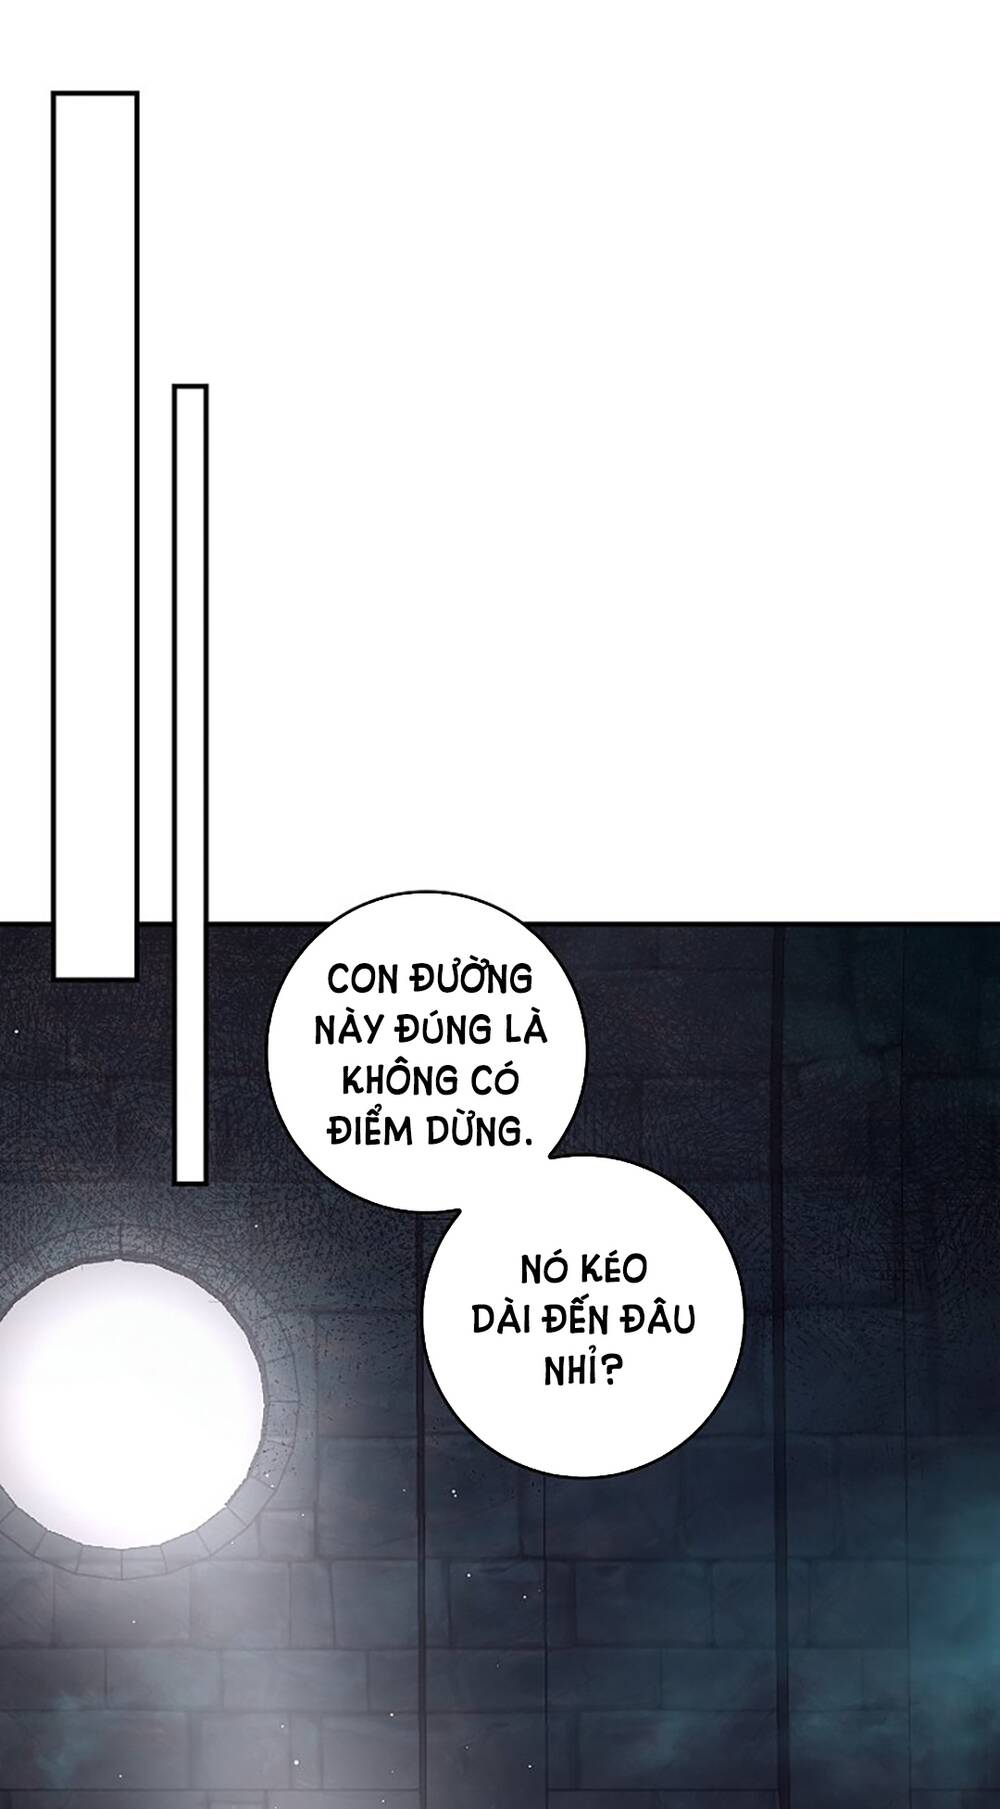 CON ĐƯỜNG
NÀY ĐÚNG LÀ
KHÔNG CÓ
ĐIỂM DỪNG.
NÓ KÉO
DÀI ĐẾN ĐÂU
NHỈ?